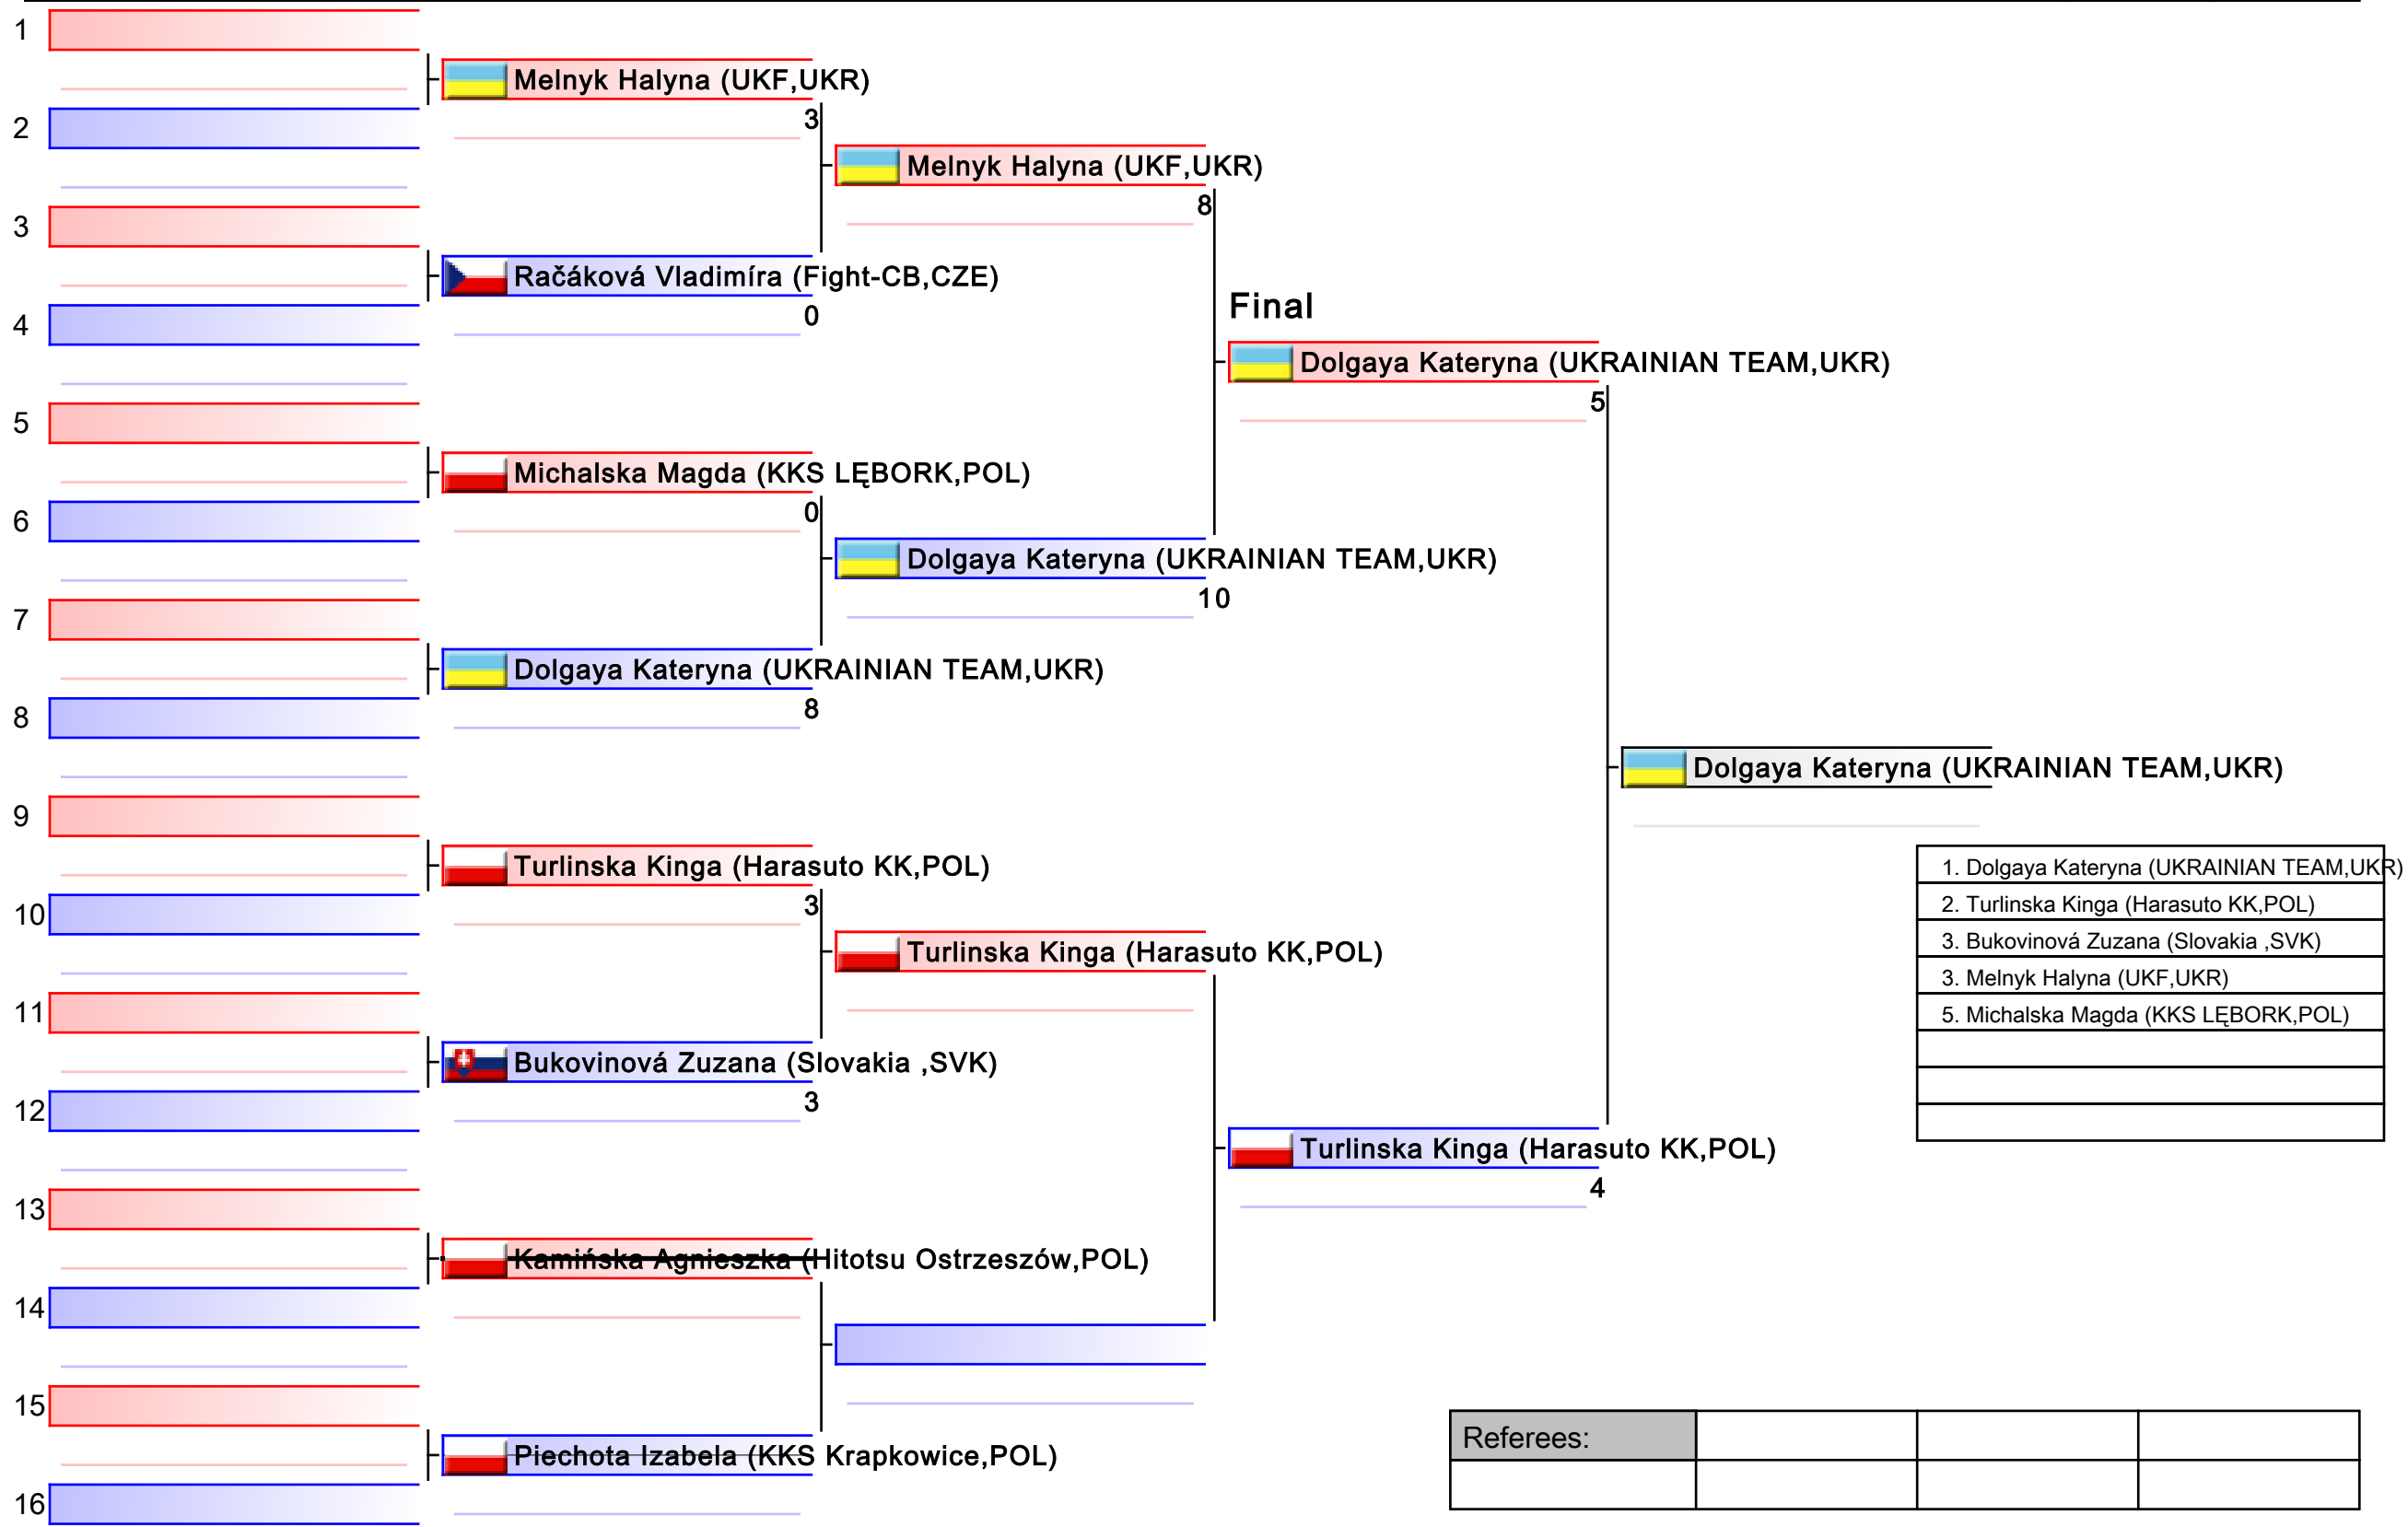 1
Melnyk Halyna (UKF,UKR)
3
2
Melnyk Halyna (UKF,UKR)
8
3
Račáková Vladimíra (Fight-CB,CZE)
0
4
Final
Dolgaya Kateryna (UKRAINIAN TEAM,UKR)
5
5
Michalska Magda (KKS LĘBORK,POL)
0
6
Dolgaya Kateryna (UKRAINIAN TEAM,UKR)
10
7
Dolgaya Kateryna (UKRAINIAN TEAM,UKR)
8
8
Dolgaya Kateryna (UKRAINIAN TEAM,UKR)
9
Turlinska Kinga (Harasuto KK,POL)
3
10
Turlinska Kinga (Harasuto KK,POL)
11
Bukovinová Zuzana (Slovakia ,SVK)
3
12
Turlinska Kinga (Harasuto KK,POL)
4
13
Kamińska Agnieszka (Hitotsu Ostrzeszów,POL)
14
15
Piechota Izabela (KKS Krapkowice,POL)
16
1. Dolgaya Kateryna (UKRAINIAN TEAM,UKR)
2. Turlinska Kinga (Harasuto KK,POL)
3. Bukovinová Zuzana (Slovakia ,SVK)
3. Melnyk Halyna (UKF,UKR)
5. Michalska Magda (KKS LĘBORK,POL)
Referees: